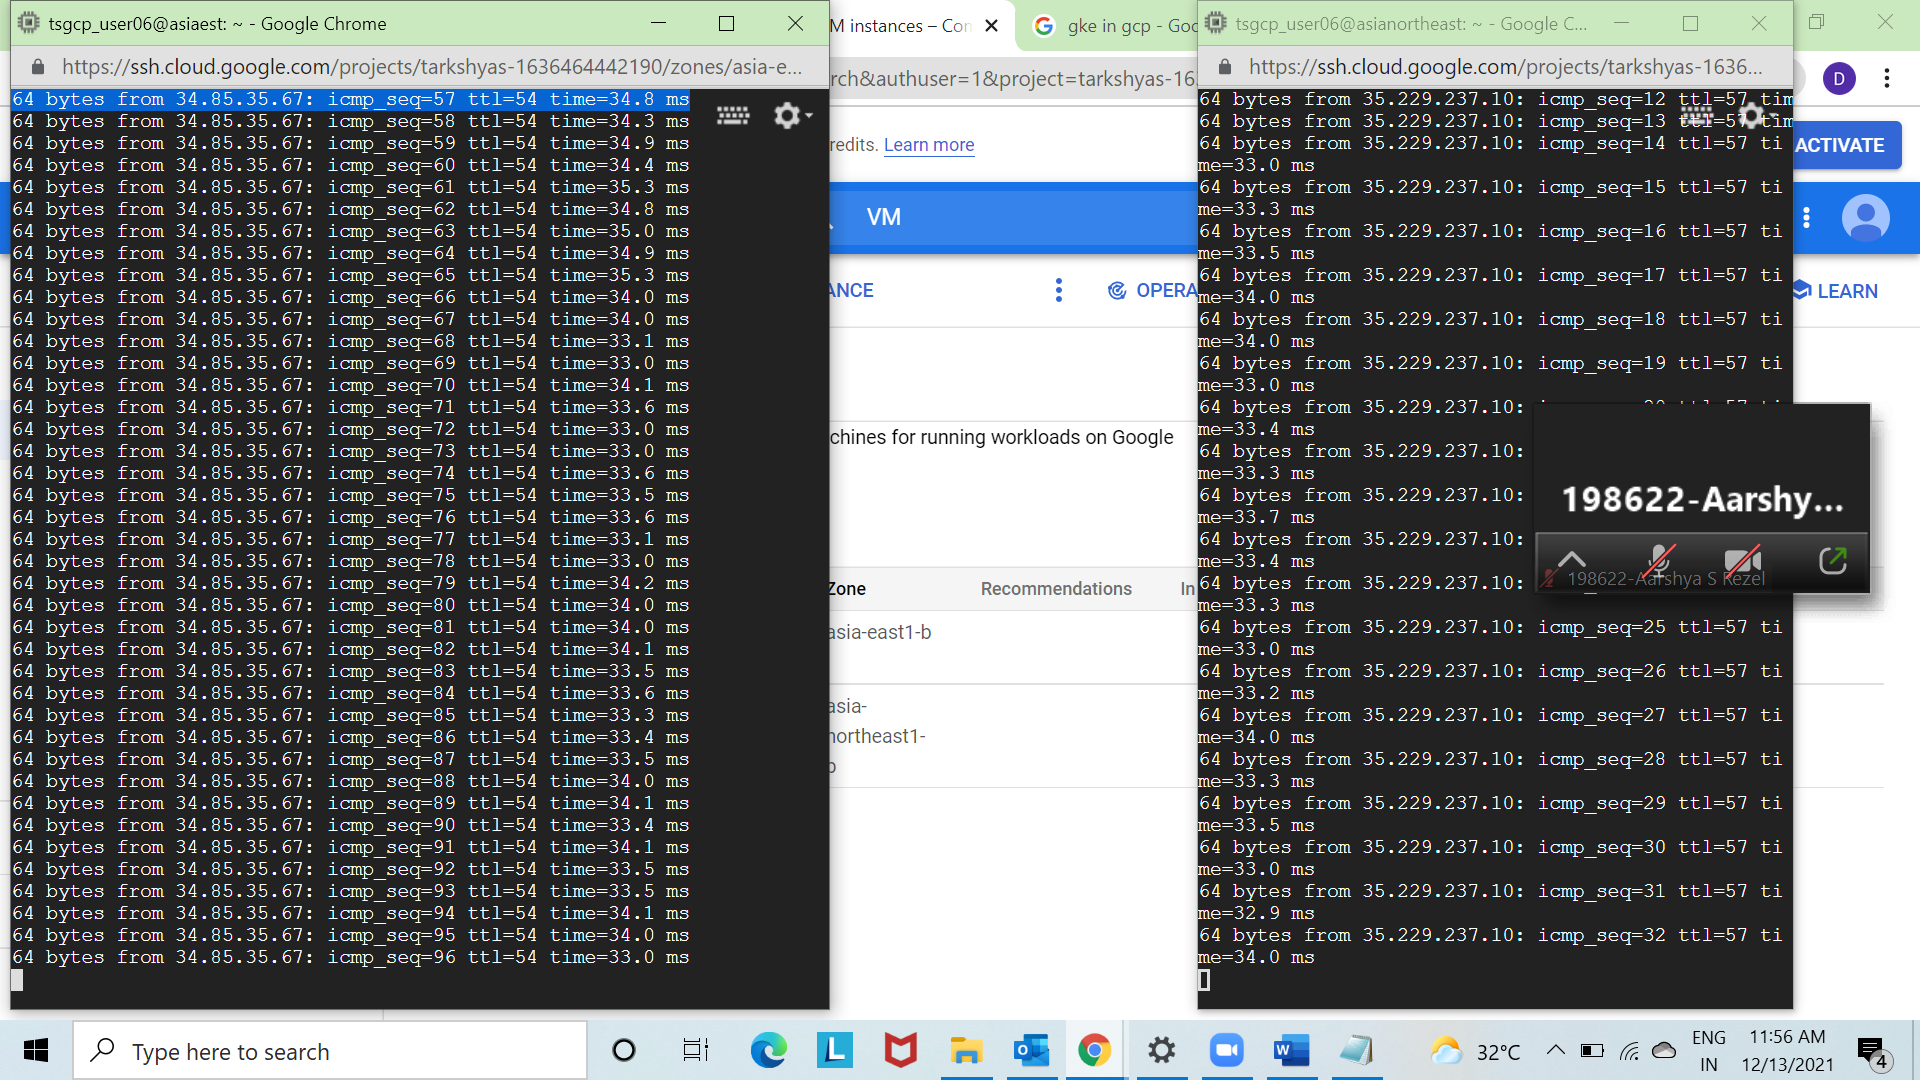 tsgcp_user06@asiaest: ~ - Google Chrome
https://ssh.cloud.google.com/projects/tarkshyas-1636464442190/zones/asia-e...
64 bytes from 34.85.35.67: icmp_seq=57 ttl=54 time=34.8 ms
64 bytes from 34.85.35.67: icmp_seq=58 ttl=54 time=34.3 ms
64 bytes from 34.85.35.67: icmp_seq=59 ttl=54 time=34.9 ms
64 bytes from 34.85.35.67: icmp_seq=60 ttl=54 time=34.4 ms
64 bytes from 34.85.35.67: icmp_seq=61 ttl=54 time=35.3 ms
64 bytes from 34.85.35.67: icmp_seq=62 ttl=54 time=34.8 ms
64 bytes from 34.85.35.67: icmp_seq=63 ttl=54 time=35.0 ms
64 bytes from 34.85.35.67: icmp_seq=64 ttl=54 time=34.9 ms
64 bytes from 34.85.35.67: icmp_seq=65 ttl=54 time=35.3 ms
64 bytes from 34.85.35.67: icmp_seq=66 ttl=54 time=34.0 ms
64 bytes from 34.85.35.67: icmp_seq=67 ttl=54 time=34.0 ms
64 bytes from 34.85.35.67: icmp_seq=68 ttl=54 time=33.1 ms
64 bytes from 34.85.35.67: icmp_seq=69 ttl=54 time=33.0 ms
64 bytes from 34.85.35.67: icmp_seq=70 ttl=54 time=34.1 ms
64 bytes from 34.85.35.67: icmp_seq=71 ttl=54 time=33.6 ms
64 bytes from 34.85.35.67: icmp_seq=72 ttl=54 time=33.0 ms
64 bytes from 34.85.35.67: icmp_seq=73 ttl=54 time=33.0 ms
64 bytes from 34.85.35.67: icmp_seq=74 ttl=54 time=33.6 ms
64 bytes from 34.85.35.67: icmp_seq=75 ttl=54 time=33.5 ms
64 bytes from 34.85.35.67: icmp_seq=76 ttl=54 time=33.6 ms
64 bytes from 34.85.35.67: icmp_seq=77 ttl=54 time=33.1 ms
64 bytes from 34.85.35.67: icmp_seq=78 ttl=54 time=33.0 ms
64 bytes from 34.85.35.67: icmp_seq=79 ttl=54 time=34.2 ms
64 bytes from 34.85.35.67: icmp_seq=80 ttl=54 time=34.0 ms
64 bytes from 34.85.35.67: icmp_seq=81 ttl=54 time=34.0 ms
64 bytes from 34.85.35.67: icmp_seq=82 ttl=54 time=34.1 ms
64 bytes from 34.85.35.67: icmp_seq=83 ttl=54 time=33.5 ms
64 bytes from 34.85.35.67: icmp_seq=84 ttl=54 time=33.6 ms
64 bytes from 34.85.35.67: icmp_seq=85 ttl=54 time=33.3 ms
64 bytes from 34.85.35.67: icmp_seq=86 ttl=54 time=33.4 ms
64 bytes from 34.85.35.67: icmp_seq=87 ttl=54 time=33.5 ms
64 bytes from 34.85.35.67: icmp_seq=88 ttl=54 time=34.0 ms
64 bytes from 34.85.35.67: icmp_seq=89 ttl=54 time=34.1 ms
64 bytes from 34.85.35.67: icmp_seq=90 ttl=54 time=33.4 ms
64 bytes from 34.85.35.67: icmp_seq=91 ttl=54 time=34.1 ms
64 bytes from 34.85.35.67: icmp_seq=92 ttl=54 time=33.5 ms
64 bytes from 34.85.35.67: icmp_seq=93 ttl=54 time=33.5 ms
64 bytes from 34.85.35.67: icmp_seq=94 ttl=54 time=34.1 ms
64 bytes from 34.85.35.67: icmp_seq=95 ttl=54 time=34.0 ms
64 bytes from 34.85.35.67: icmp_seq=96 ttl=54 time=33.0 ms
M instances – Con
gke in gcp - Goo
rch&authuser=1&project=tarkshyas-163
D
redits. Learn more
ACTIVATE
VM
ANCE
OPERA
LEARN
chines for running workloads on Google
Zone Recommendations In
asia-east1-b
asia-
northeast1-
b
tsgcp_user06@asianortheast: ~ - Google C...
https://ssh.cloud.google.com/projects/tarkshyas-1636...
64 bytes from 35.229.237.10: icmp_seq=12 ttl=57 tim
64 bytes from 35.229.237.10: icmp_seq=13 ttl=57 tim
64 bytes from 35.229.237.10: icmp_seq=14 ttl=57 ti
me=33.0 ms
64 bytes from 35.229.237.10: icmp_seq=15 ttl=57 ti
me=33.3 ms
64 bytes from 35.229.237.10: icmp_seq=16 ttl=57 ti
me=33.5 ms
64 bytes from 35.229.237.10: icmp_seq=17 ttl=57 ti
me=34.0 ms
64 bytes from 35.229.237.10: icmp_seq=18 ttl=57 ti
me=34.0 ms
64 bytes from 35.229.237.10: icmp_seq=19 ttl=57 ti
me=33.0 ms
64 bytes from 35.229.237.10:
me=33.4 ms
64 bytes from 35.229.237.10:
me=33.3 ms
64 bytes from 35.229.237.10:
me=33.7 ms
64 bytes from 35.229.237.10:
me=33.4 ms
64 bytes from 35.229.237.10:
me=33.3 ms
64 bytes from 35.229.237.10: icmp_seq=25 ttl=57 ti
me=33.0 ms
64 bytes from 35.229.237.10: icmp_seq=26 ttl=57 ti
me=33.2 ms
64 bytes from 35.229.237.10: icmp_seq=27 ttl=57 ti
me=34.0 ms
64 bytes from 35.229.237.10: icmp_seq=28 ttl=57 ti
me=33.3 ms
64 bytes from 35.229.237.10: icmp_seq=29 ttl=57 ti
me=33.5 ms
64 bytes from 35.229.237.10: icmp_seq=30 ttl=57 ti
me=33.0 ms
64 bytes from 35.229.237.10: icmp_seq=31 ttl=57 ti
me=32.9 ms
64 bytes from 35.229.237.10: icmp_seq=32 ttl=57 ti
me=34.0 ms
198622-Aarshy...
198622-Aarshya S Rezel
Type here to search
32°C
ENG
IN
11:56 AM
12/13/2021
4